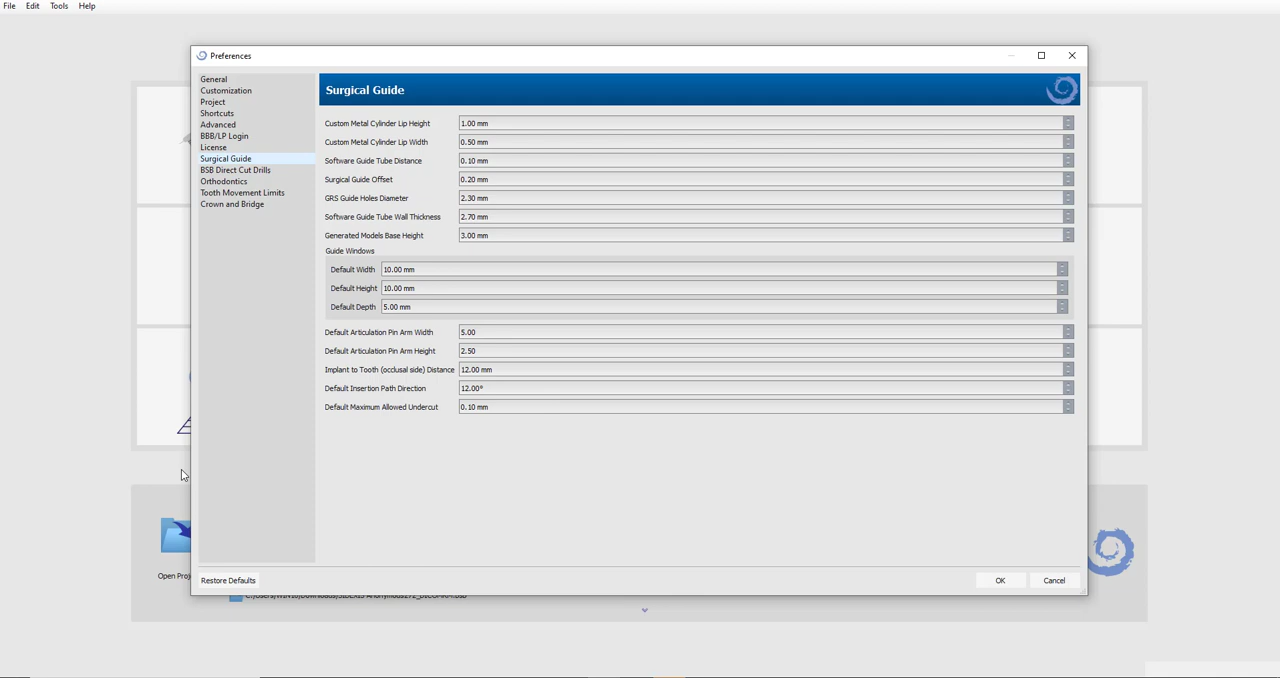 File Edit Tools Help
Preferences
General
Customization
Project
Shortcuts
Advanced
BBB/LP Login
License
Surgical Guide
BSB Direct Cut Drills
Orthodontics
Tooth Movement Limits
Crown and Bridge
Surgical Guide
Custom Metal Cylinder Lip Height 1.00 mm
Custom Metal Cylinder Lip Width 0.50 mm
Software Guide Tube Distance 0.10 mm
Surgical Guide Offset 0.20 mm
GRS Guide Holes Diameter 2.30 mm
Software Guide Tube Wall Thickness 2.70 mm
Generated Models Base Height 3.00 mm
Guide Windows
Default Width 10.00 mm
Default Height 10.00 mm
Default Depth 5.00 mm
Default Articulation Pin Arm Width 5.00
Default Articulation Pin Arm Height 2.50
Implant to Tooth (occlusal side) Distance 12.00 mm
Default Insertion Path Direction 12.00°
Default Maximum Allowed Undercut 0.10 mm
Open Proj
Restore Defaults OK Cancel